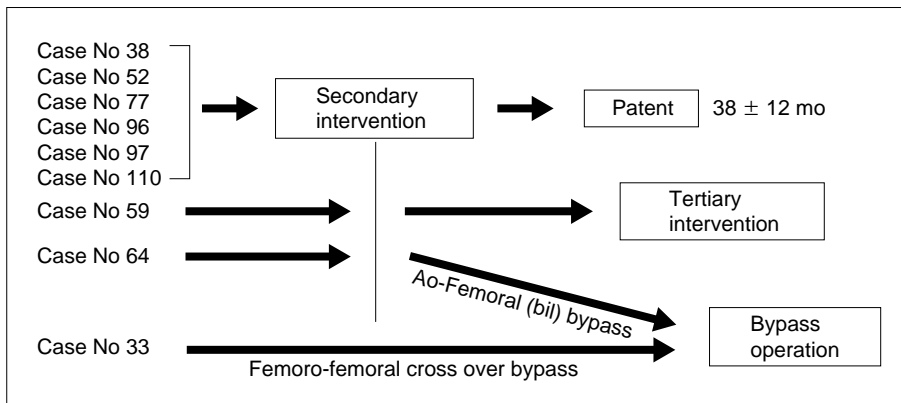 Case No 38
Case No 52
Case No 77
Case No 96
Case No 97
Case No 110
Case No 59
Case No 64
Case No 33
Secondary
intervention
Patent
38 ± 12 mo
Tertiary
intervention
Ao-Femoral (bil) bypass
Bypass
operation
Femoro-femoral cross over bypass